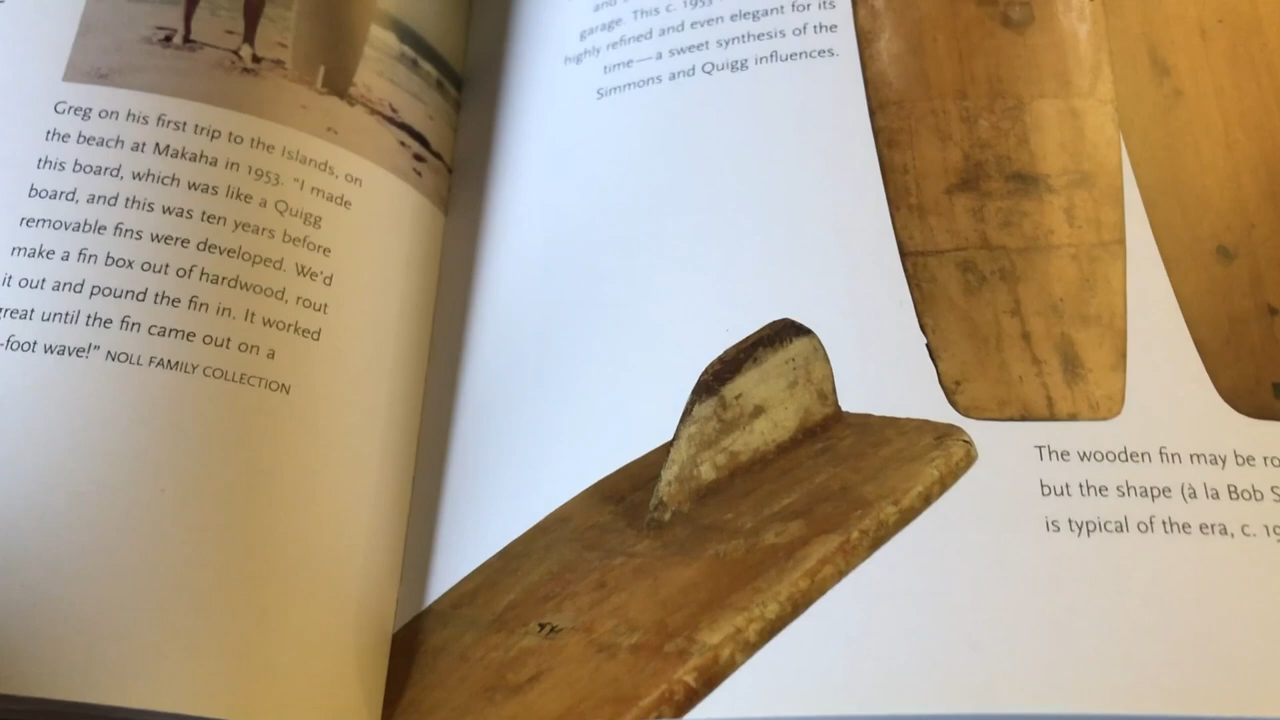 Greg on his first trip to the Islands, on
the beach at Makaha in 1953. "I made
this board, which was like a Quigg
board, and this was ten years before
removable fins were developed. We'd
make a fin box out of hardwood, rout
it out and pound the fin in. It worked
great until the fin came out on a
-foot wave!" NOLL FAMILY COLLECTION
and
garage. This c. 1953
highly refined and even elegant for its
time—a sweet synthesis of the
Simmons and Quigg influences.
The wooden fin may be
but the shape (à la Bob
is typical of the era, c.